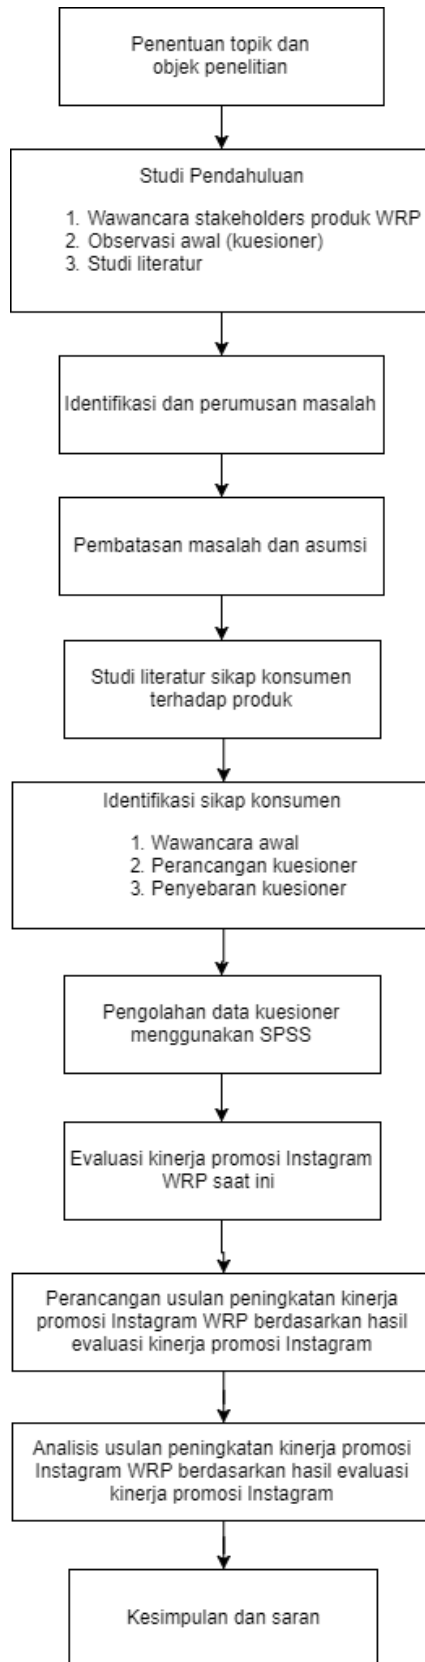 Penentuan topik dan
objek penelitian
Studi Pendahuluan
1. Wawancara stakeholders produk WRP
2. Observasi awal (kuesioner)
3. Studi literatur
Identifikasi dan perumusan masalah
Pembatasan masalah dan asumsi
Studi literatur sikap konsumen
terhadap produk
Identifikasi sikap konsumen
1. Wawancara awal
2. Perancangan kuesioner
3. Penyebaran kuesioner
Pengolahan data kuesioner
menggunakan SPSS
Evaluasi kinerja promosi Instagram
WRP saat ini
Perancangan usulan peningkatan kinerja
promosi Instagram WRP berdasarkan hasil
evaluasi kinerja promosi Instagram
Analisis usulan peningkatan kinerja promosi
Instagram WRP berdasarkan hasil evaluasi
kinerja promosi Instagram
Kesimpulan dan saran